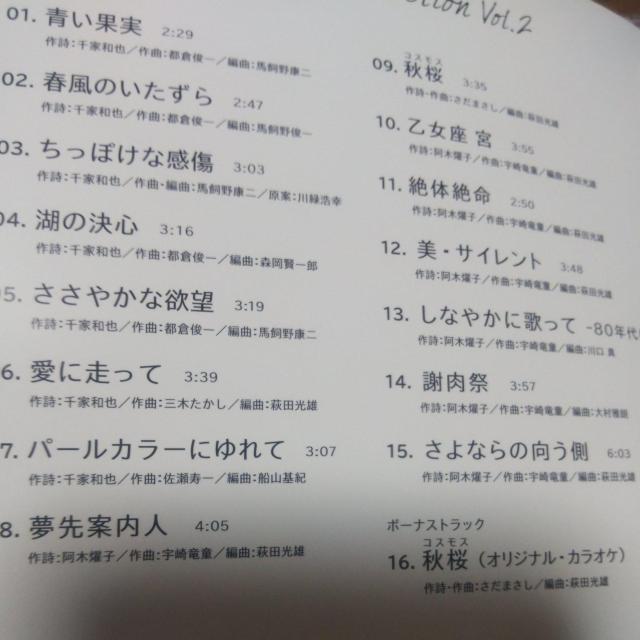 ction Vol.2
01. 青い果実 2:29
作詩：千家和也／作曲：都倉俊一／編曲：馬飼野康二
02. 春風のいたずら 2:47
作詩：千家和也／作曲：都倉俊一／編曲：馬飼野俊一
03. ちっぽけな感傷 3:03
作詩：千家和也／作曲・編曲：馬飼野康二／原案：川緑浩幸
04. 湖の決心 3:16
作詩：千家和也／作曲：都倉俊一／編曲：森岡賢一郎
05. ささやかな欲望 3:19
作詩：千家和也／作曲：都倉俊一／編曲：馬飼野康二
6. 愛に走って 3:39
作詩：千家和也／作曲：三木たかし／編曲：萩田光雄
7. パールカラーにゆれて 3:07
作詩：千家和也／作曲：佐瀬寿一／編曲：船山基紀
8. 夢先案内人 4:05
作詩：阿木燿子／作曲：宇崎竜童／編曲：萩田光雄
コスモス
09. 秋桜 3:35
作詩・作曲：さだまさし／編曲：萩田光雄
10. 乙女座 宮 3:55
作詩：阿木燿子／作曲：宇崎竜童／編曲：萩田光雄
11. 絶体絶命 2:50
作詩：阿木燿子／作曲：宇崎竜童／編曲：萩田光雄
12. 美・サイレント 3:48
作詩：阿木燿子／作曲：宇崎竜童／編曲：萩田光雄
13. しなやかに歌って -80年代
作詩：阿木燿子／作曲：宇崎竜童／編曲：川口 真
14. 謝肉祭 3:57
作詩：阿木燿子／作曲：宇崎竜童／編曲：大村雅朗
15. さよならの向う側 6:03
作詩：阿木燿子／作曲：宇崎竜童／編曲：萩田光雄
ボーナストラック
コスモス
16. 秋桜（オリジナル・カラオケ）
作詩・作曲：さだまさし／編曲：萩田光雄